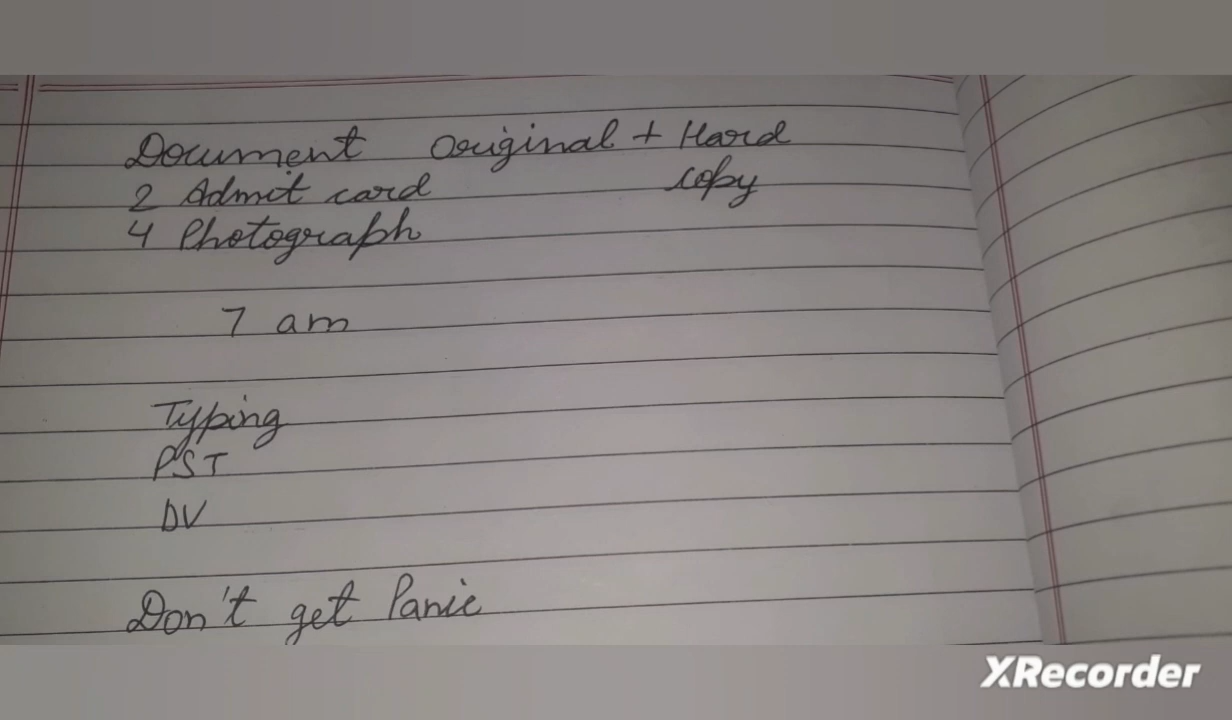 Document Original + Hard copy
2 Admit card
4 Photograph
7 am
Typing
PST
DV
Don't get Panic
XRecorder